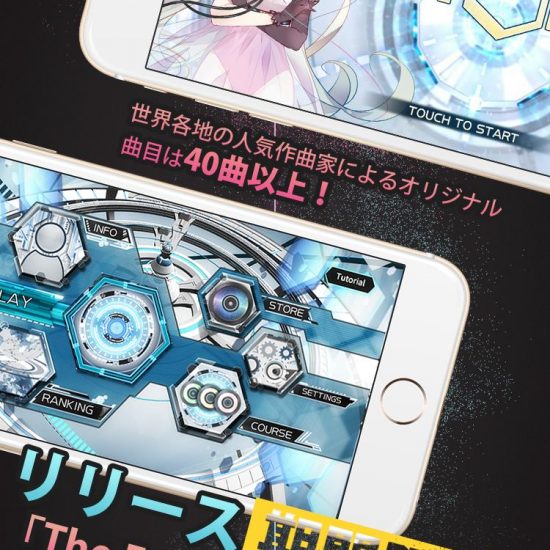 TOUCH TO START
世界各地の人気作曲家によるオリジナル
曲目は40曲以上！
INFO
Tutorial
LAY
STORE
SETTINGS
RANKING
COURSE
リリース
「The